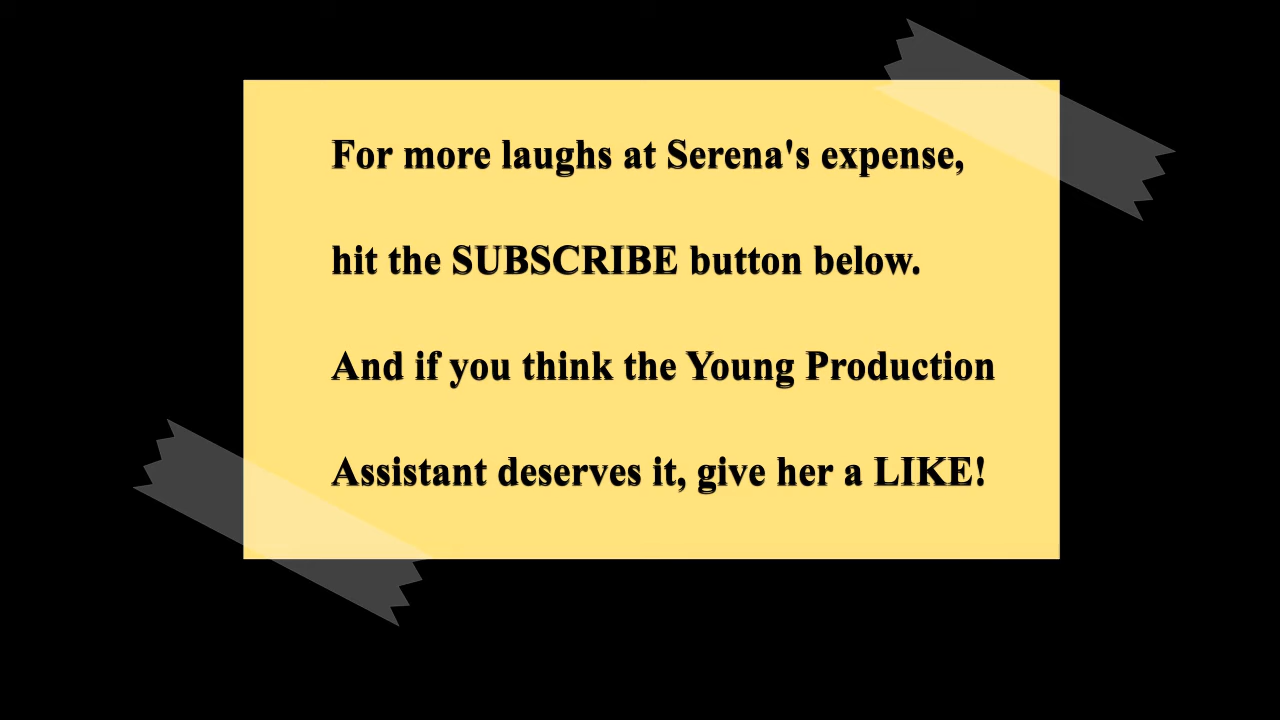 For more laughs at Serena's expense,
hit the SUBSCRIBE button below.
And if you think the Young Production
Assistant deserves it, give her a LIKE!